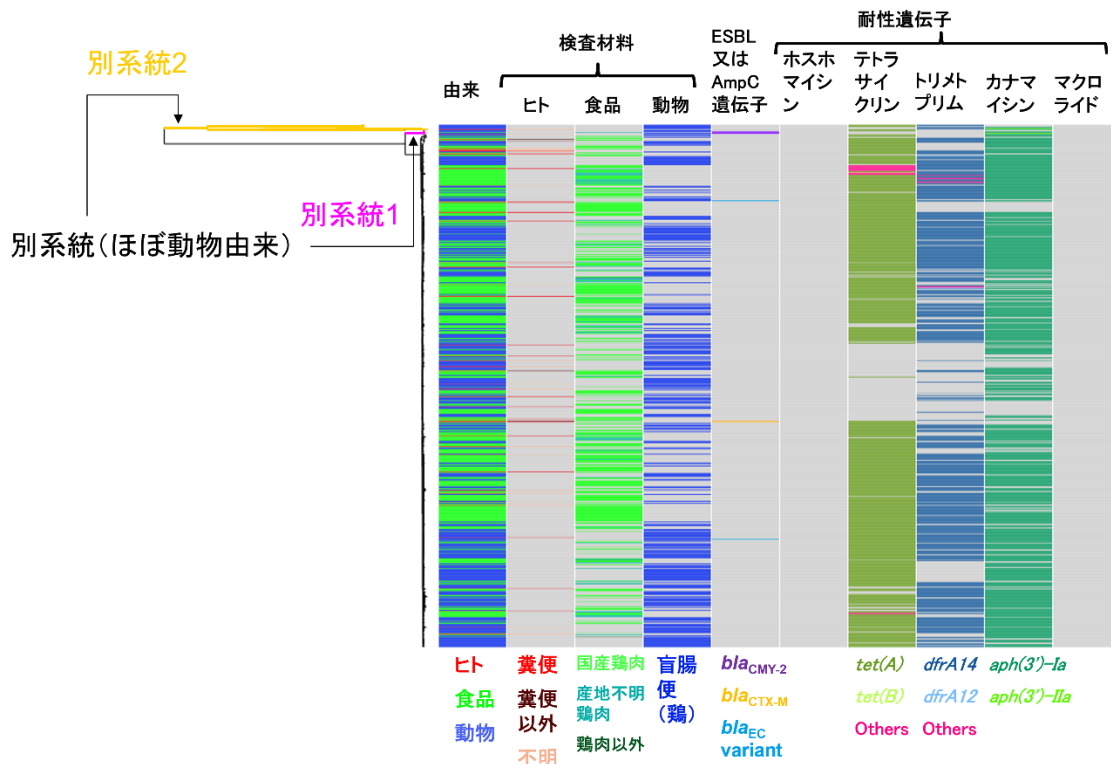 耐性遺伝子
検査材料
ESBL
又は
AmpC
遺伝子
由来
ヒト
食品
動物
ホスホ
マイシ
ン
テトラ
サイ
クリン
トリメト
プリム
カナマ
イシン
マクロ
ライド
別系統2
別系統1
別系統(ほぼ動物由来)
ヒト
食品
動物
糞便
糞便
以外
不明
国産鶏肉
産地不明
鶏肉
鶏肉以外
盲腸
便
(鶏)
blaCMY-2
blaCTX-M
blaEC
variant
tet(A)
tet(B)
Others
dfrA14
dfrA12
Others
aph(3')-Ia
aph(3')-IIa